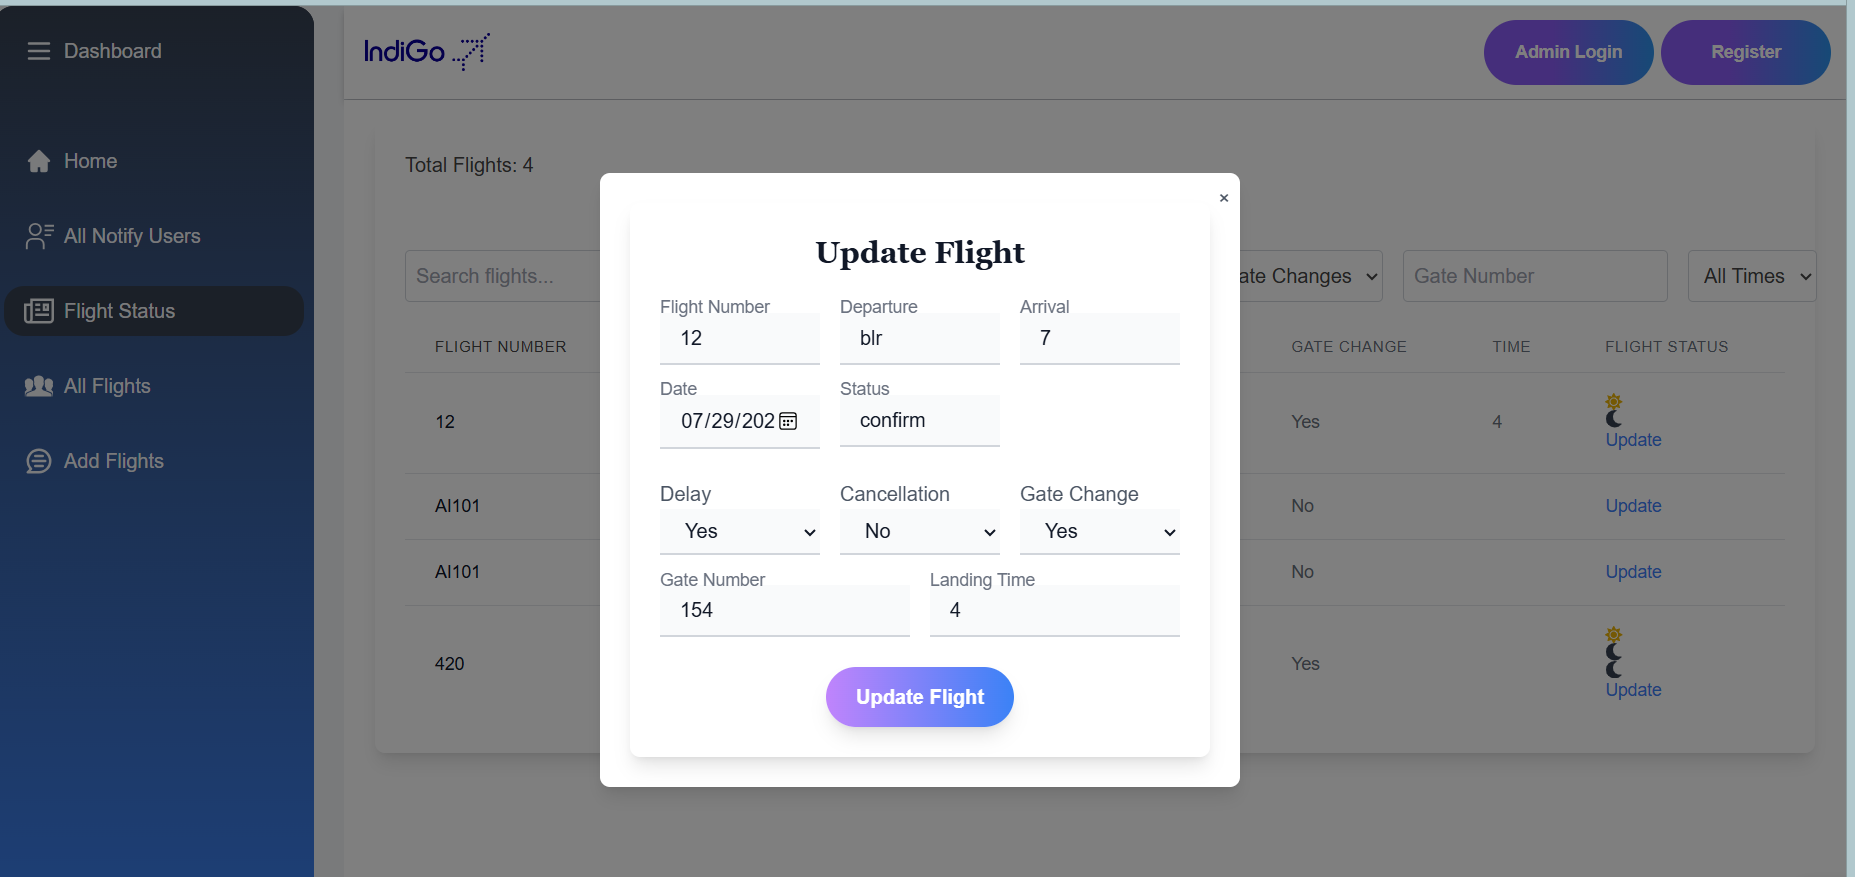 Dashboard
Home
All Notify Users
Flight Status
All Flights
Add Flights
IndiGo
Admin Login
Register
Total Flights: 4
Search flights...
ate Changes
Gate Number
All Times
FLIGHT NUMBER
GATE CHANGE
TIME
FLIGHT STATUS
12
Yes
4
Update
AI101
No
Update
AI101
No
Update
420
Yes
Update
×
Update Flight
Flight Number
Departure
Arrival
12
blr
7
Date
Status
07/29/202
confirm
Delay
Cancellation
Gate Change
Yes
No
Yes
Gate Number
Landing Time
154
4
Update Flight